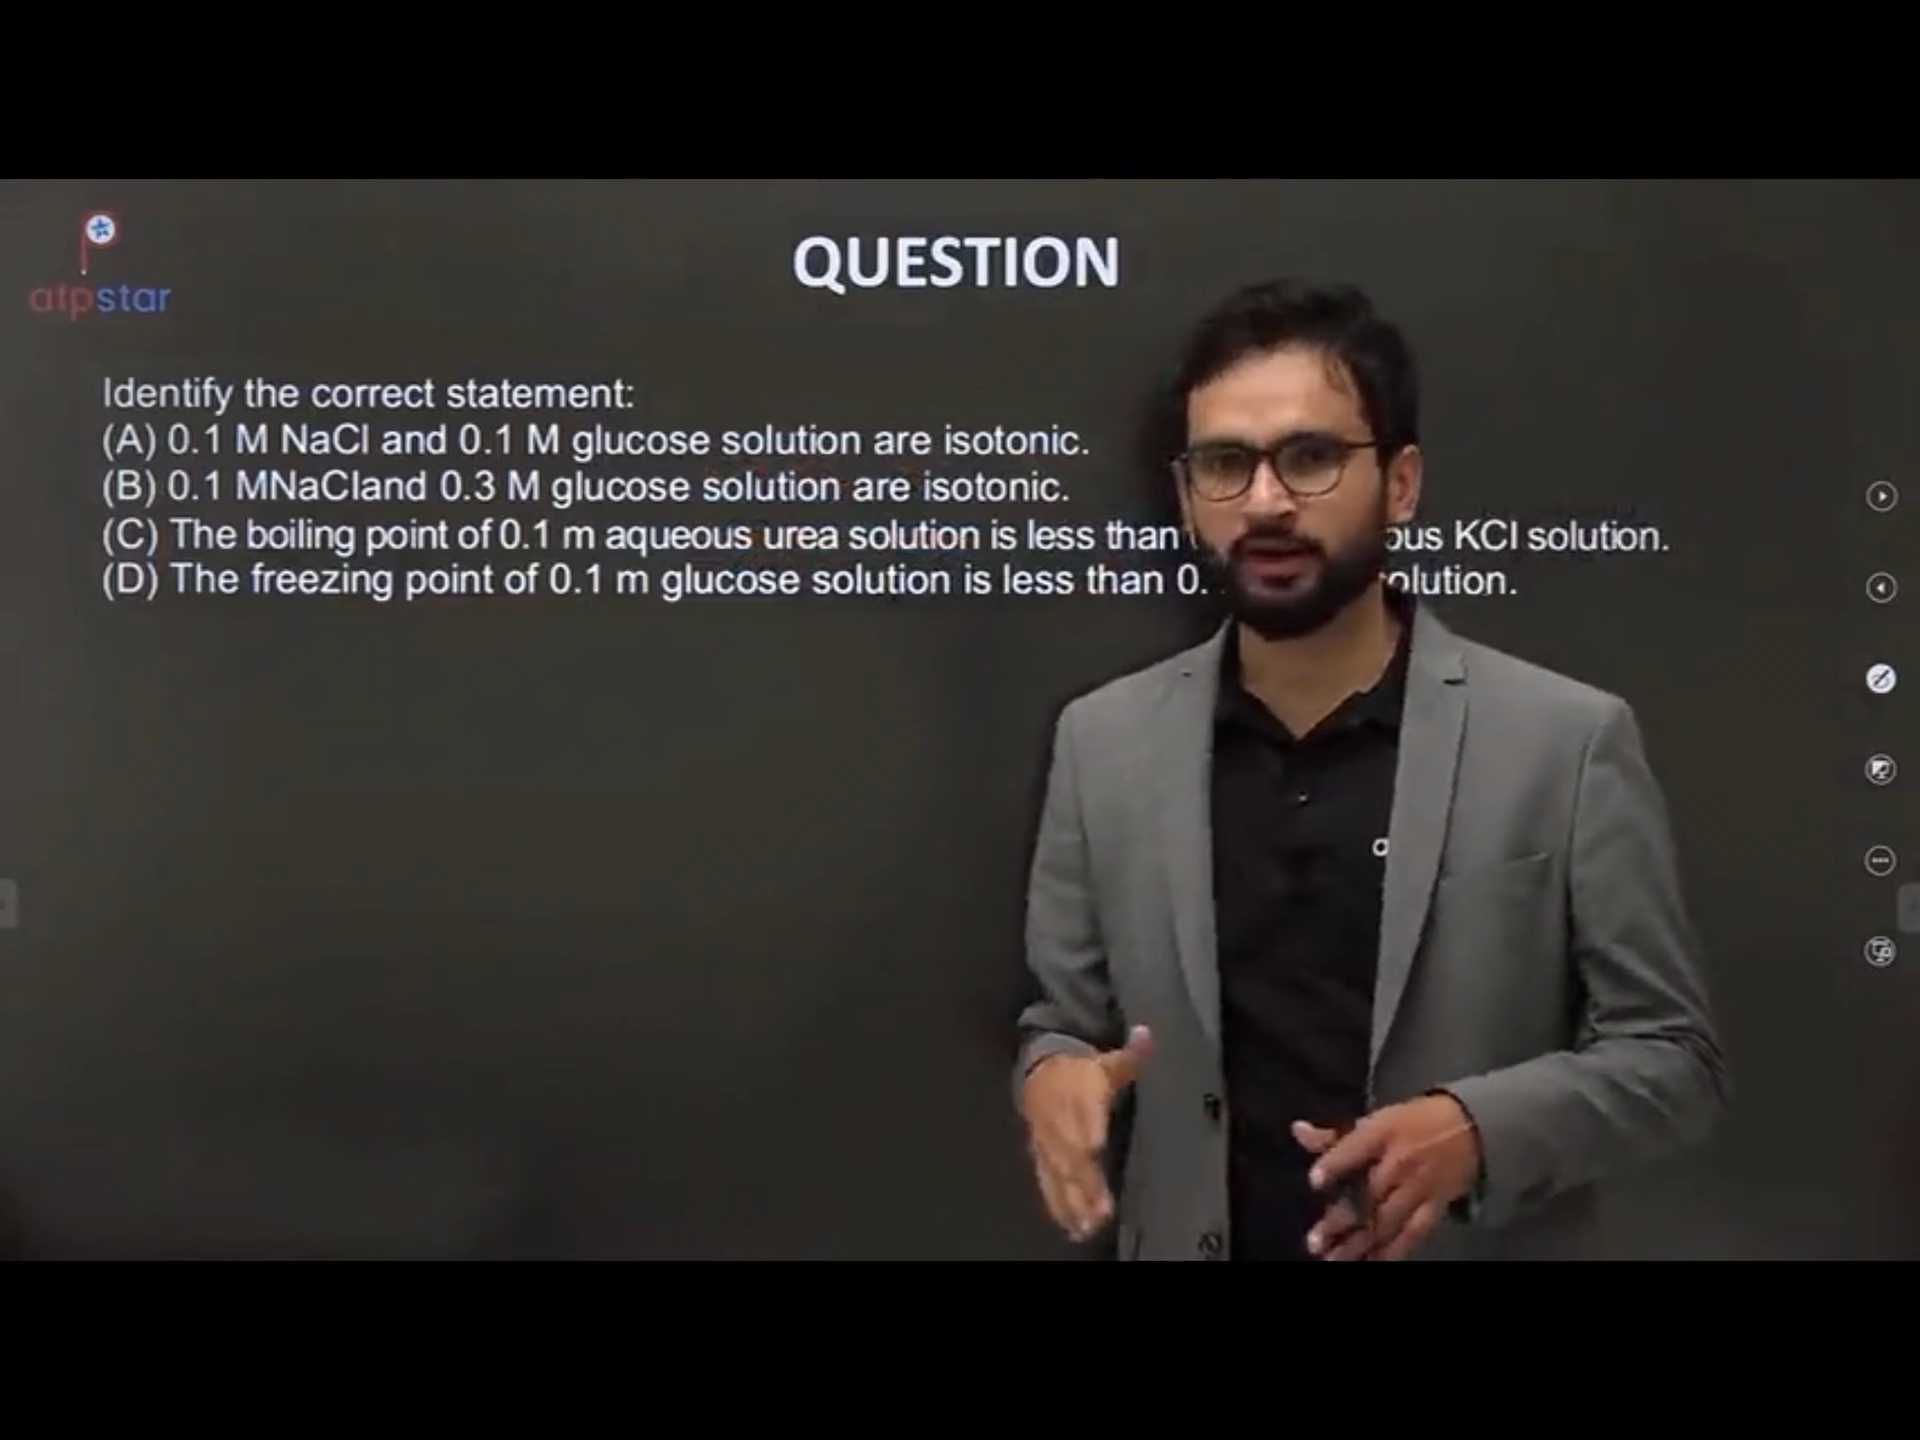 atpstar
QUESTION
Identify the correct statement:
(A) 0.1 M NaCl and 0.1 M glucose solution are isotonic.
(B) 0.1 MNaCland 0.3 M glucose solution are isotonic.
(C) The boiling point of 0.1 m aqueous urea solution is less than KCl solution.
(D) The freezing point of 0.1 m glucose solution is less than 0.